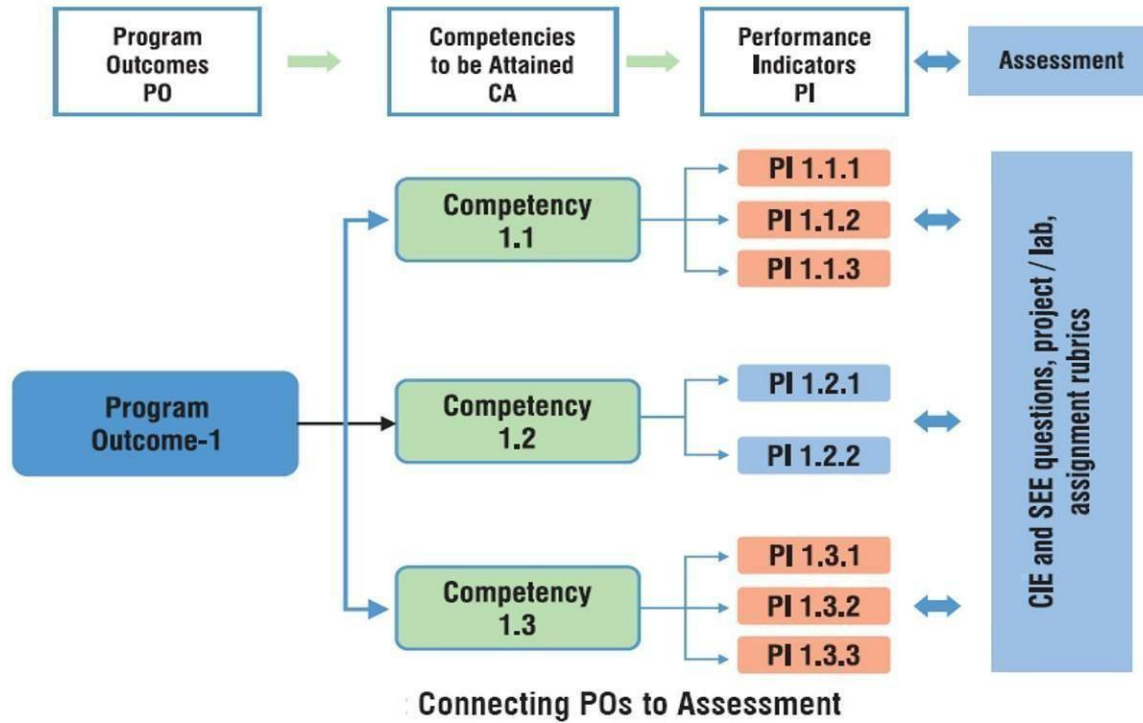 Program
Outcomes
PO
Competencies
to be Attained
CA
Performance
Indicators
PI
Assessment
Program
Outcome-1
Competency
1.1
PI 1.1.1
PI 1.1.2
PI 1.1.3
Competency
1.2
PI 1.2.1
PI 1.2.2
Competency
1.3
PI 1.3.1
PI 1.3.2
PI 1.3.3
CIE and SEE questions, project / lab,
assignment rubrics
: Connecting POs to Assessment